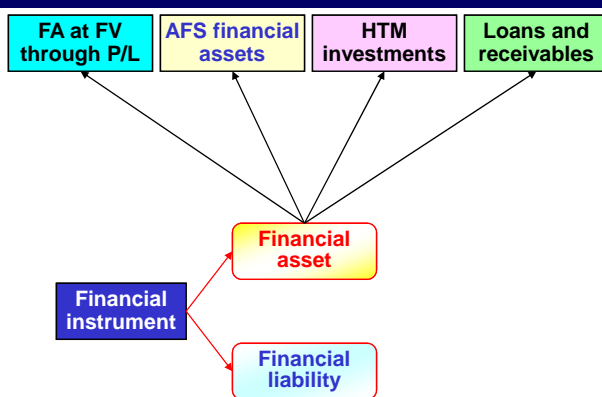 FA at FV
through P/L
AFS financial
assets
HTM
investments
Loans and
receivables
Financial
asset
Financial
instrument
Financial
liability